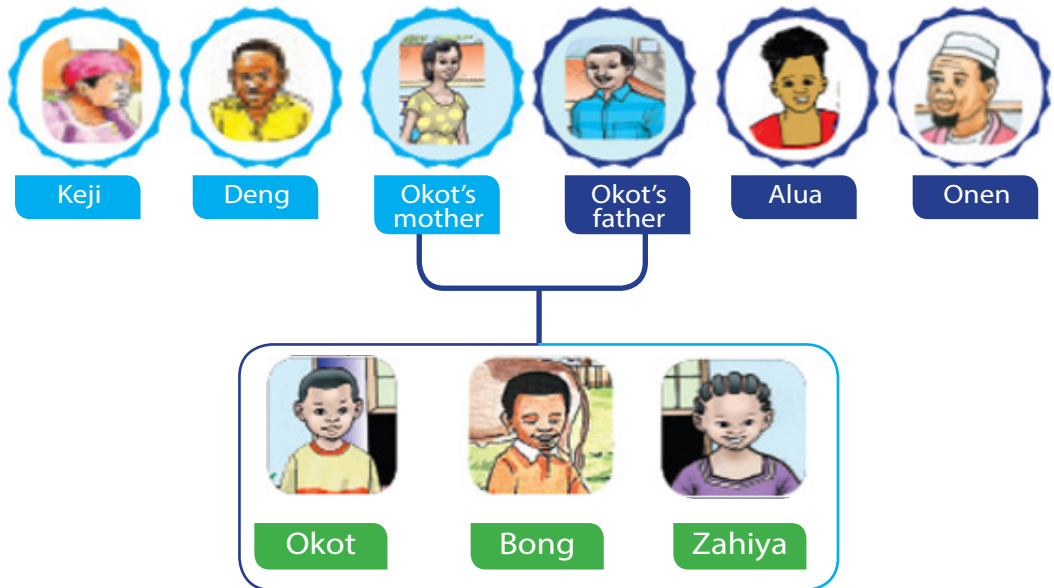 Keji
Deng
Okot’s
mother
Okot’s
father
Alua
Onen
Okot
Bong
Zahiya